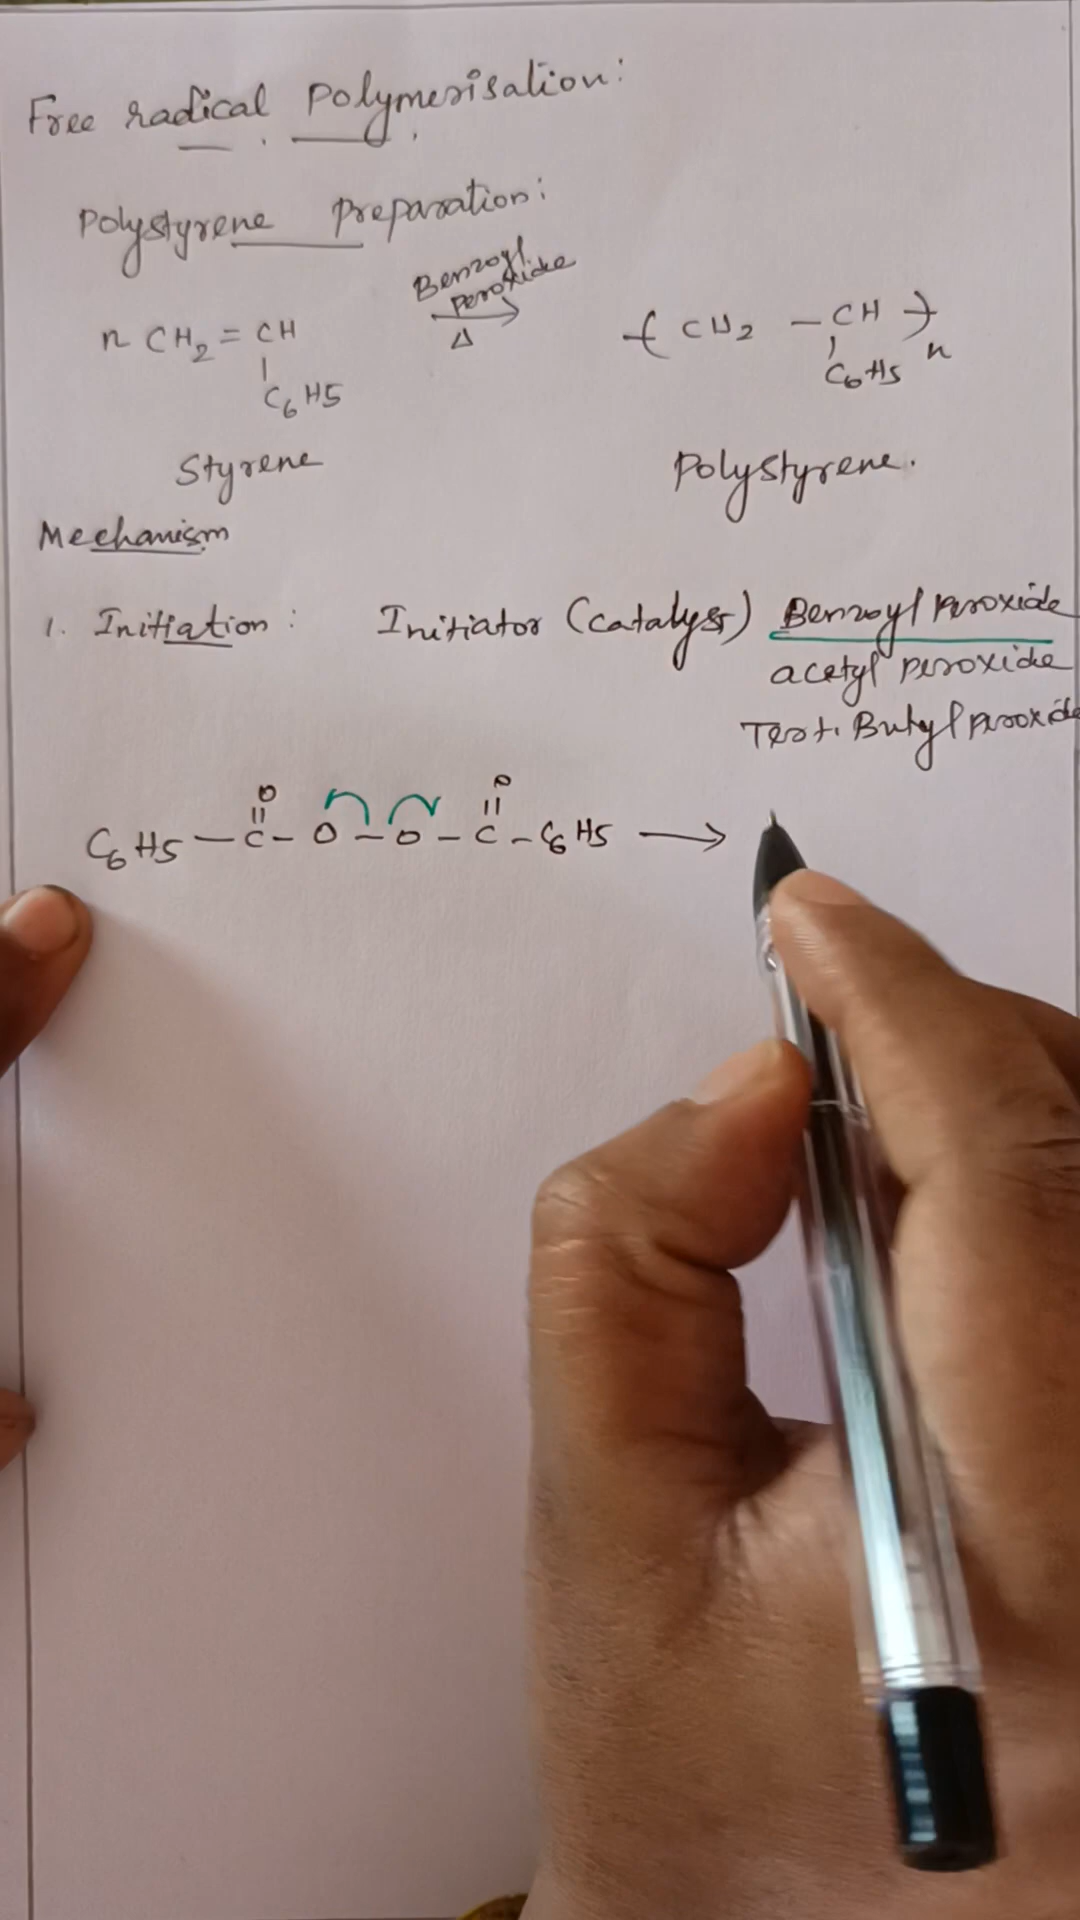 Free radical Polymerisation:
Polystyrene Preparation:
Benzoyl
peroxide
n CH2 = CH
Δ
( CH2 – CH )
n
C6H5
C6H5
Styrene
Polystyrene.
Mechanism
1. Initiation : Initiator (catalyst) Benzoyl peroxide
acetyl peroxide
Tert. Butyl peroxide
O O
|| ||
C6H5 – C – O – O – C – C6H5 →